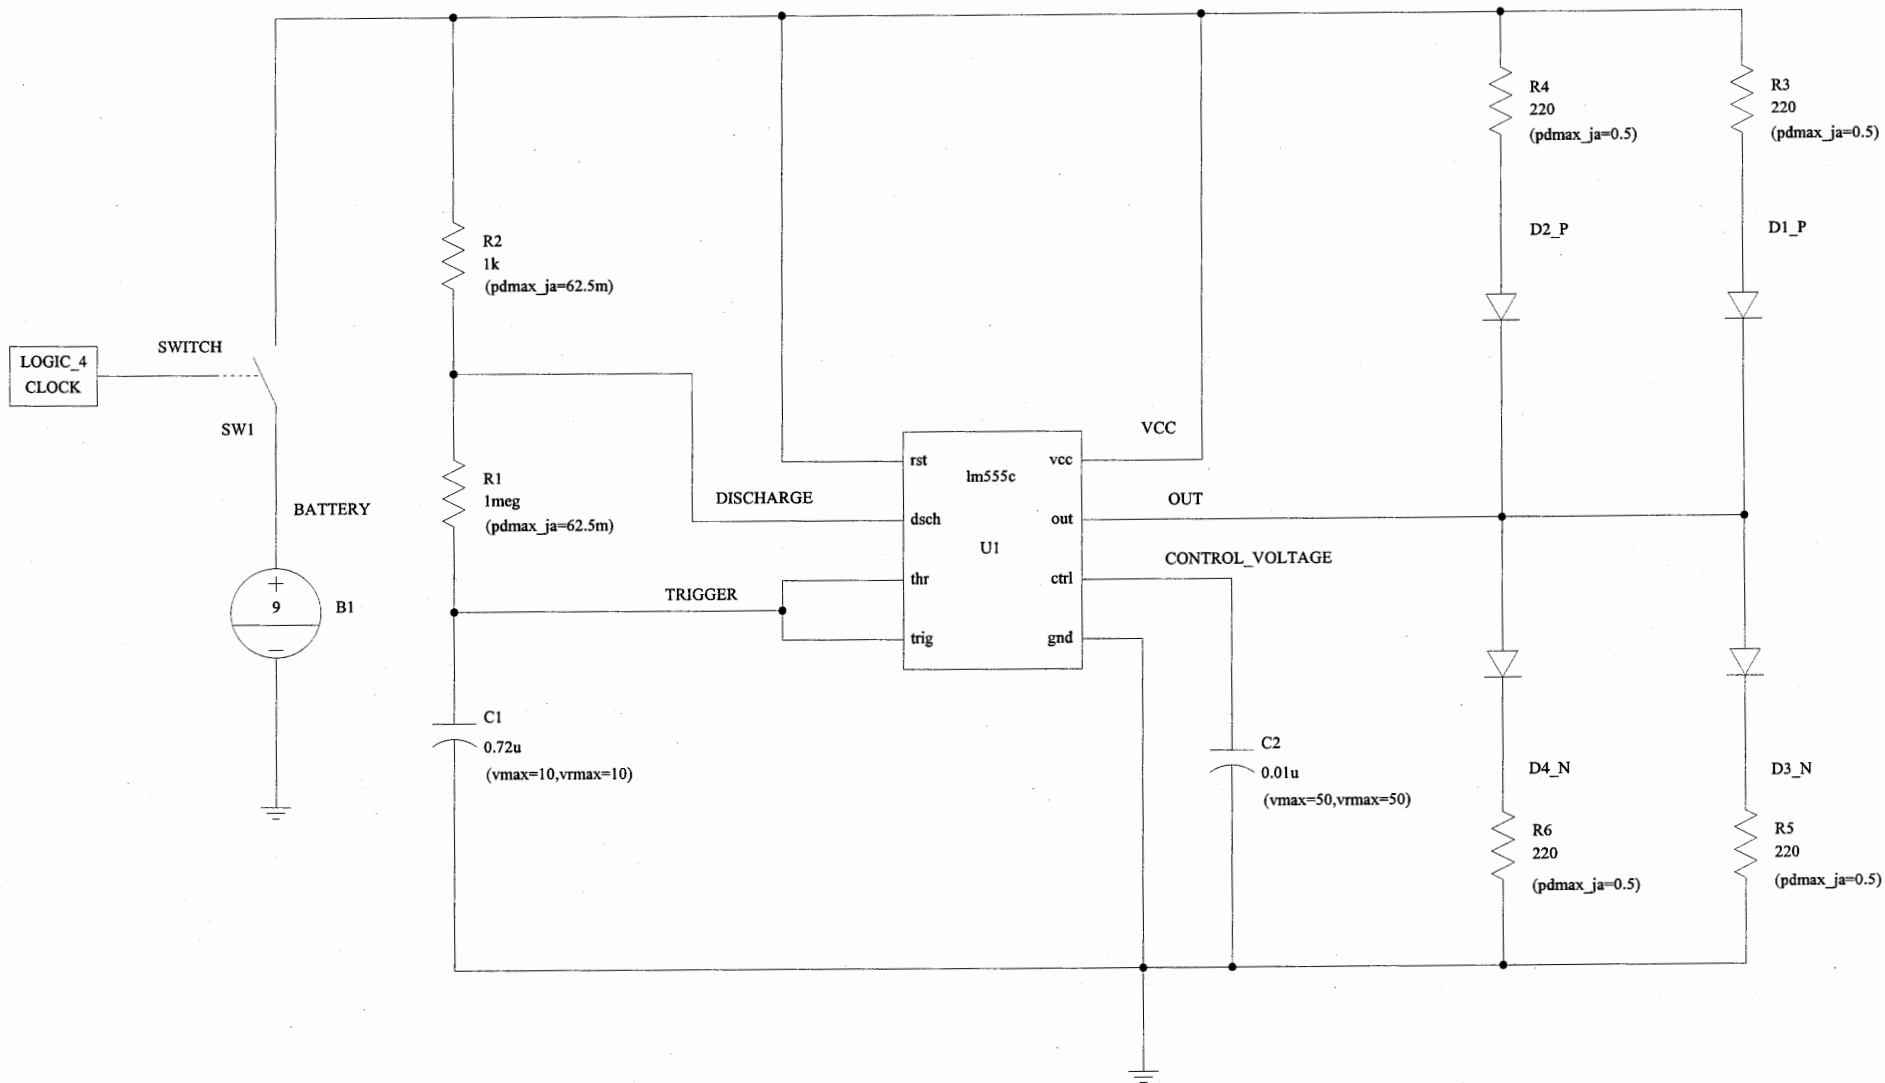 R4
220
(pdmax_ja=0.5)
R3
220
(pdmax_ja=0.5)
D2_P
D1_P
R2
1k
(pdmax_ja=62.5m)
LOGIC_4
CLOCK
SWITCH
SW1
BATTERY
+
9
−
B1
R1
1meg
(pdmax_ja=62.5m)
DISCHARGE
TRIGGER
rst
dsch
thr
trig
lm555c
U1
vcc
out
ctrl
gnd
VCC
OUT
CONTROL_VOLTAGE
C1
0.72u
(vmax=10,vrmax=10)
C2
0.01u
(vmax=50,vrmax=50)
D4_N
D3_N
R6
220
(pdmax_ja=0.5)
R5
220
(pdmax_ja=0.5)